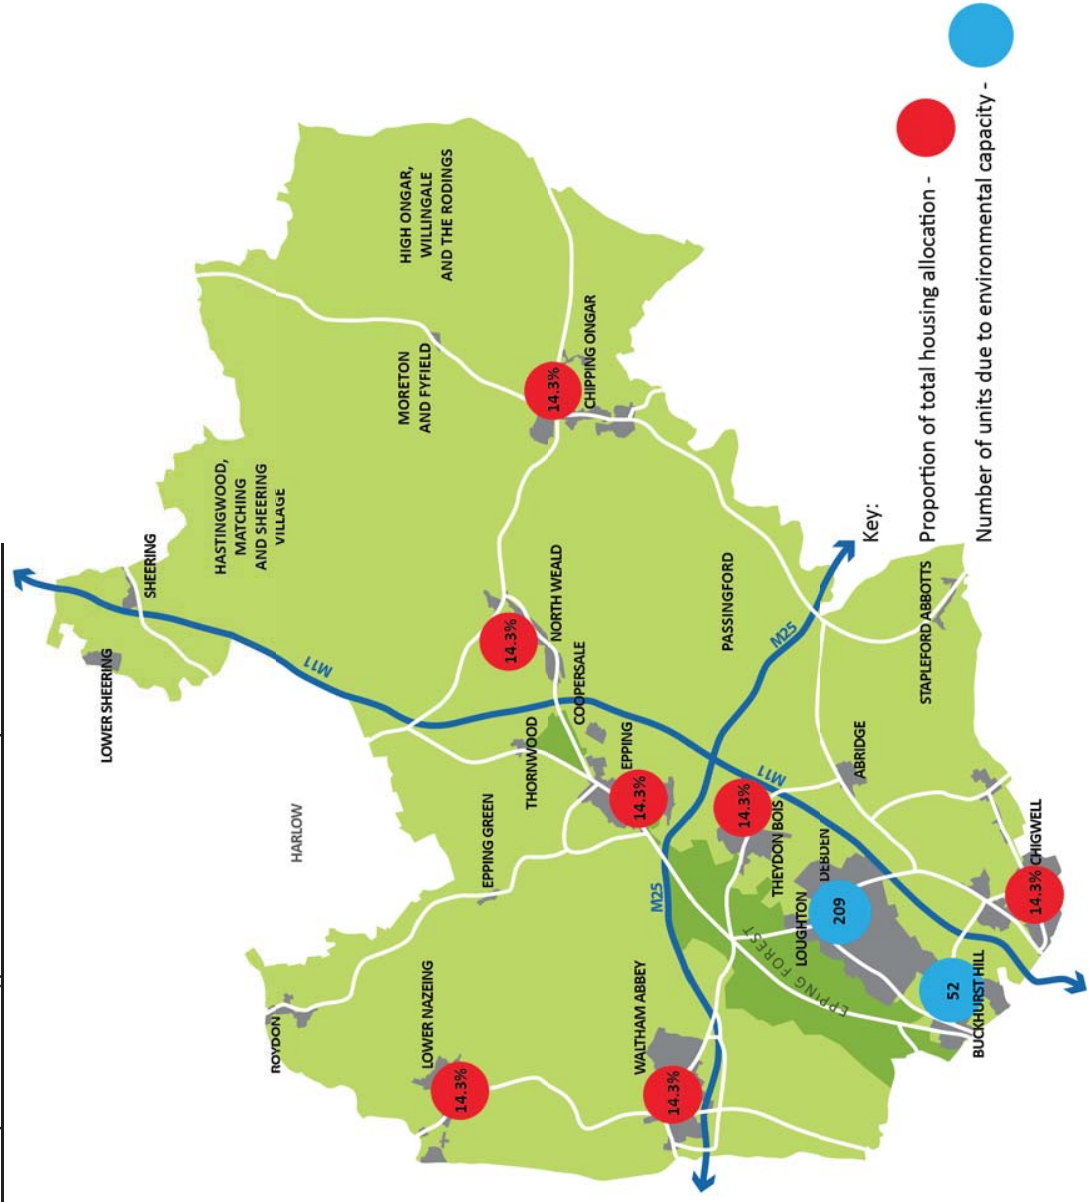 LOWER SHEERING
SHEERING
HASTINGWOOD,
MATCHING
AND SHEERING
VILLAGE
M11
HARLOW
ROYDON
LOWER NAZEING
14.3%
EPPING GREEN
THORNWOOD
COOPERSALE
NORTH WEALD
14.3%
MORETON
AND FYFIELD
HIGH ONGAR,
WILLINGALE
AND THE RODINGS
14.3%
CHIPPING ONGAR
EPPING
14.3%
WALTHAM ABBEY
14.3%
M25
14.3%
THEYDON BOIS
M11
M25
PASSINGFORD
EPPING FOREST
LOUGHTON
DEBDEN
209
ABRIDGE
STAPLEFORD ABBOTTS
52
BUCKHURST HILL
14.3%
CHIGWELL
Key:
Proportion of total housing allocation -
Number of units due to environmental capacity -